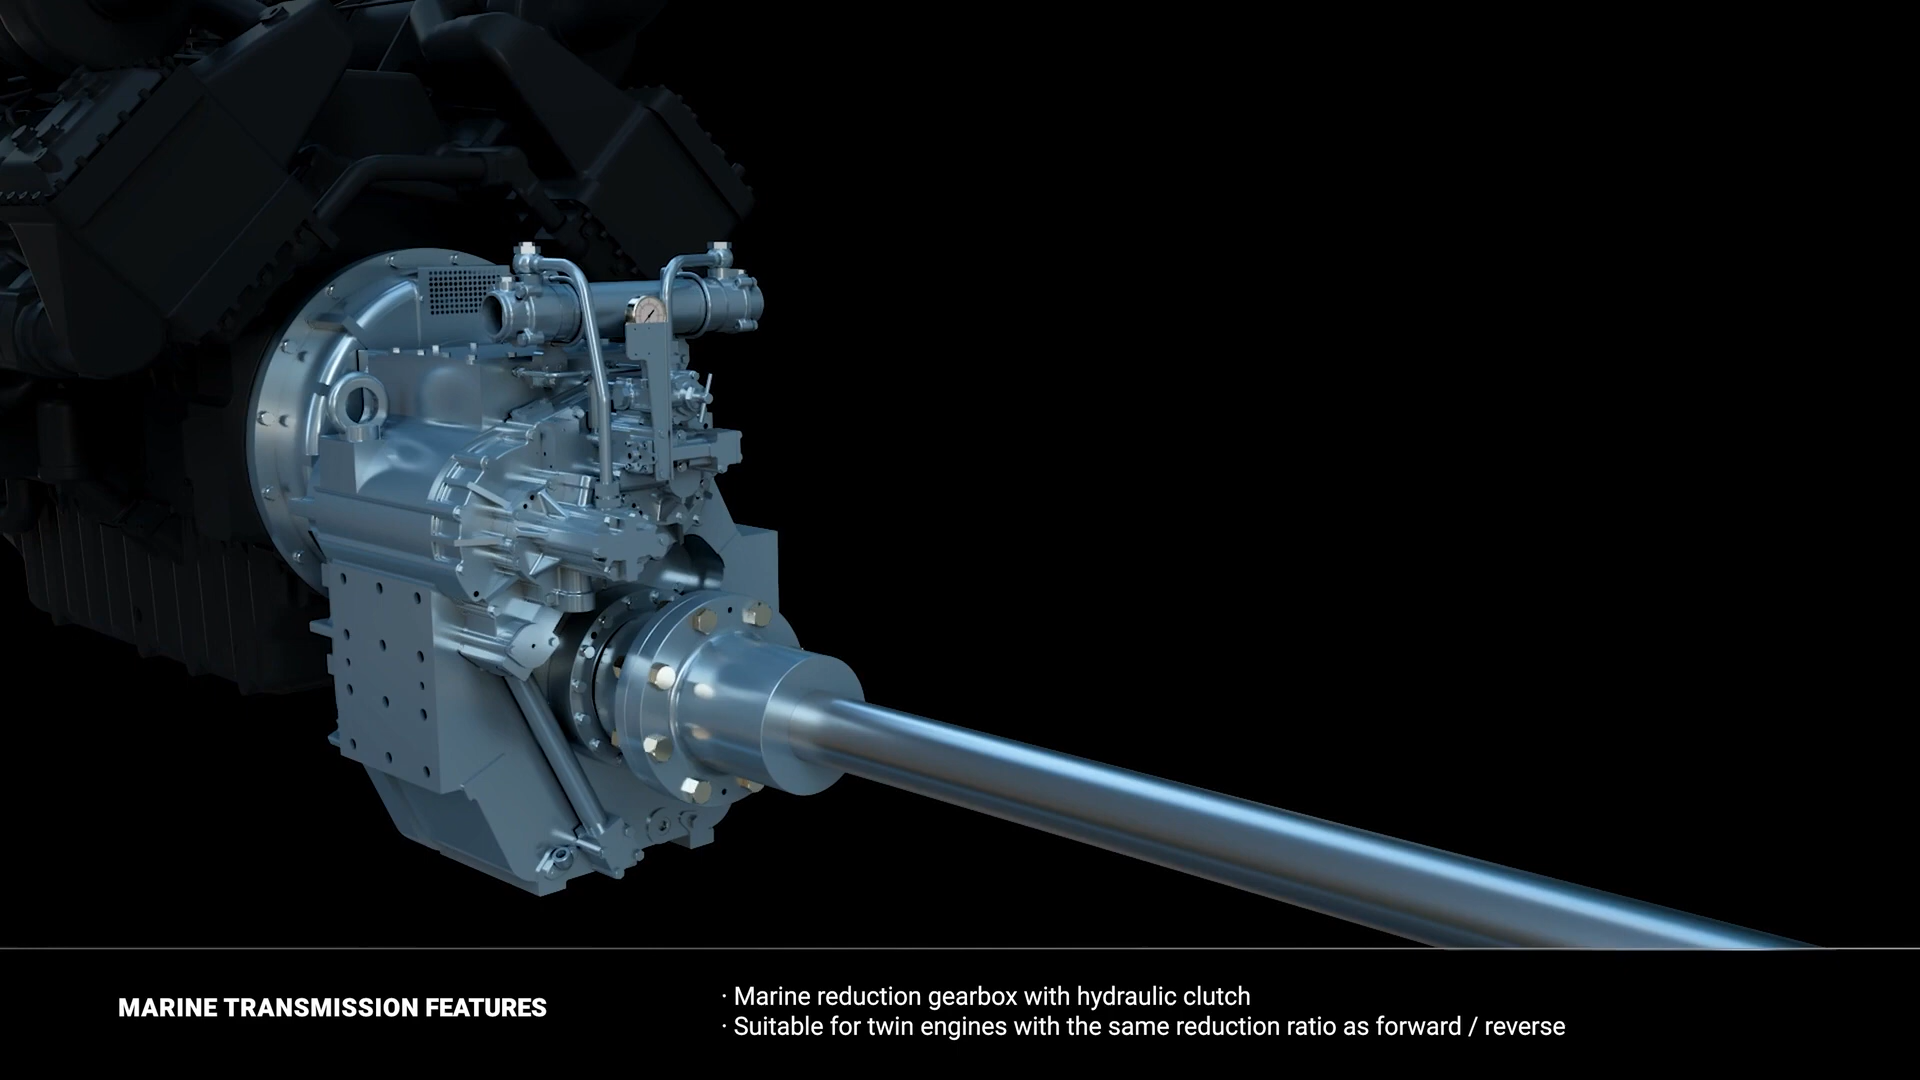 MARINE TRANSMISSION FEATURES
· Marine reduction gearbox with hydraulic clutch
· Suitable for twin engines with the same reduction ratio as forward / reverse